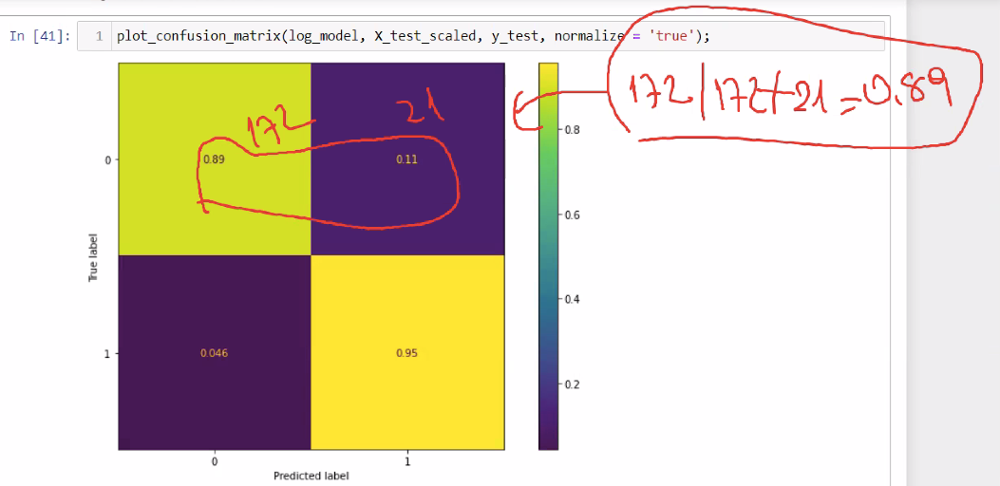 In [41]: 1 plot_confusion_matrix(log_model, X_test_scaled, y_test, normalize = 'true');
172 21
172/172+21=0.89
0.8
0 0.89 0.11
0.6
True label
0.4
1 0.046 0.95
0.2
0 1
Predicted label